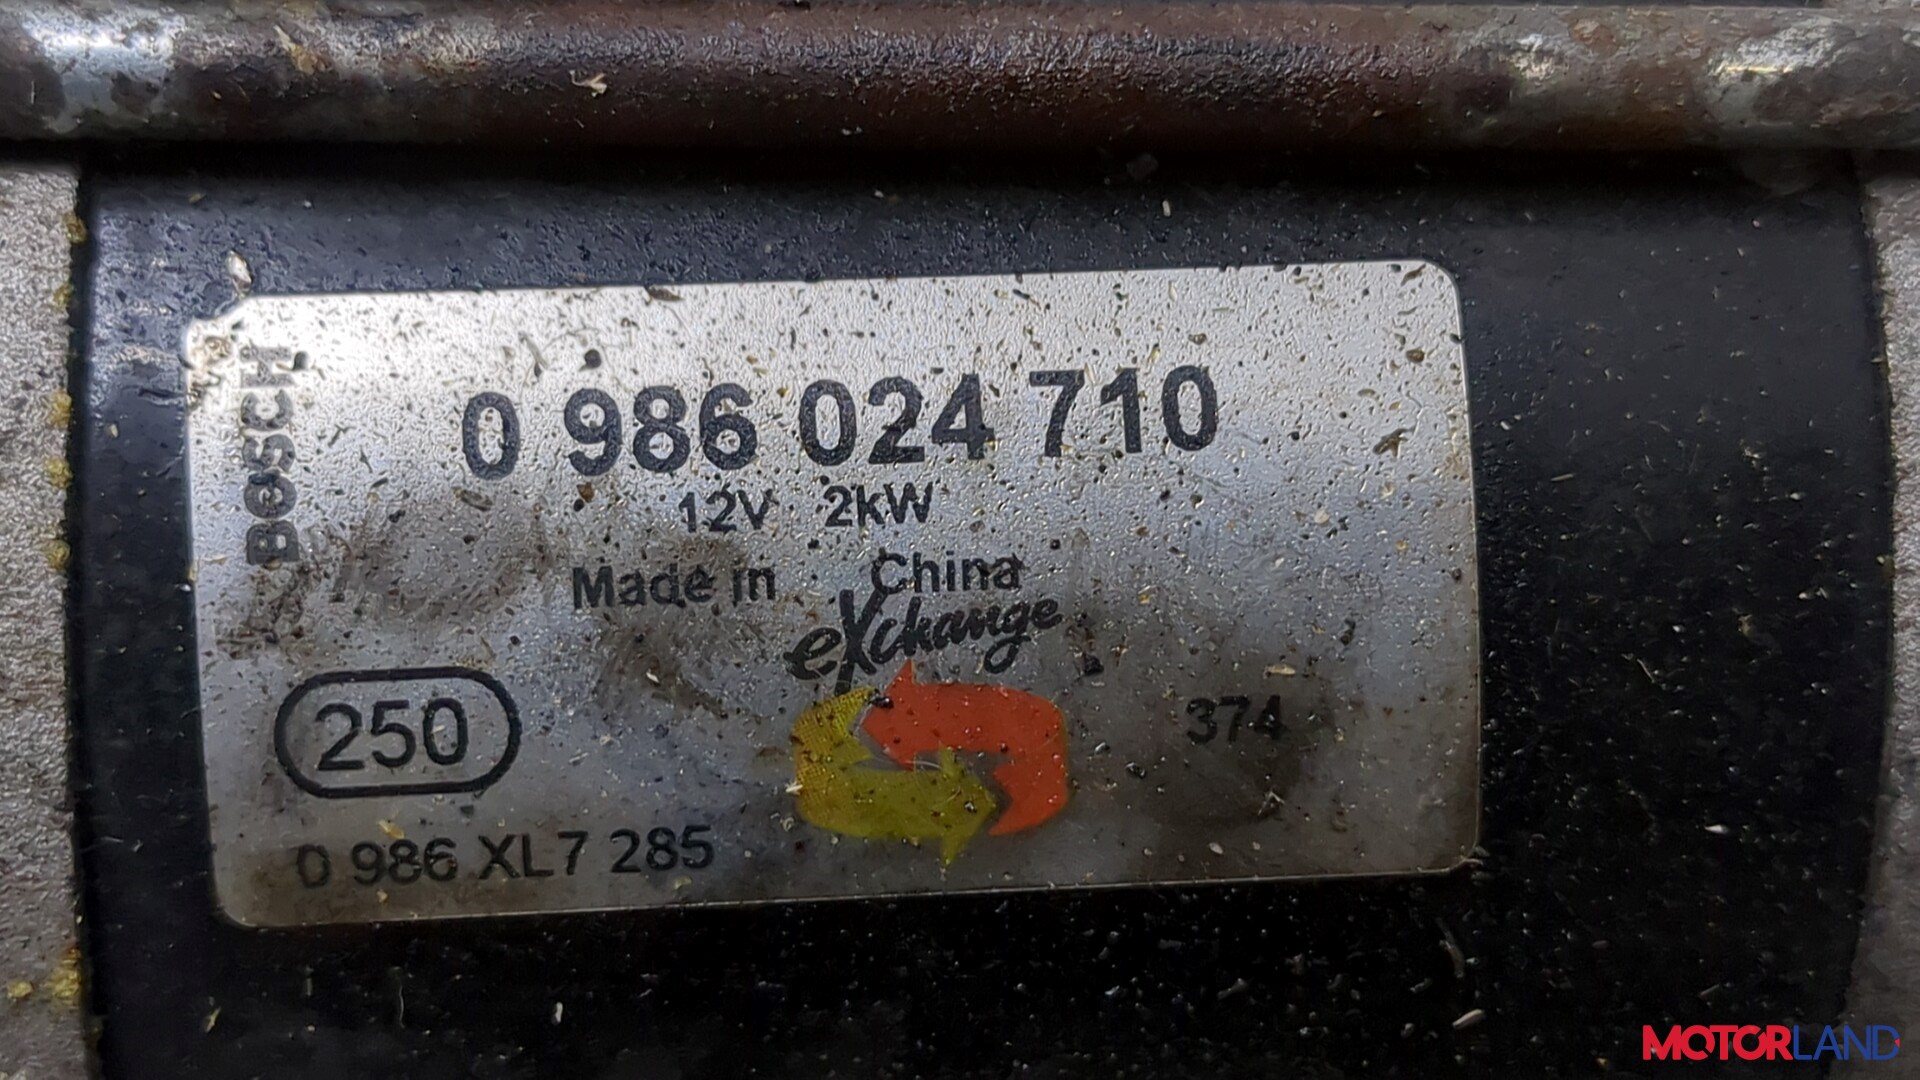 BOSCH
0 986 024 710
12V 2kW
Made in China
eXchange
250
374
0 986 XL7 285
MOTORLAND